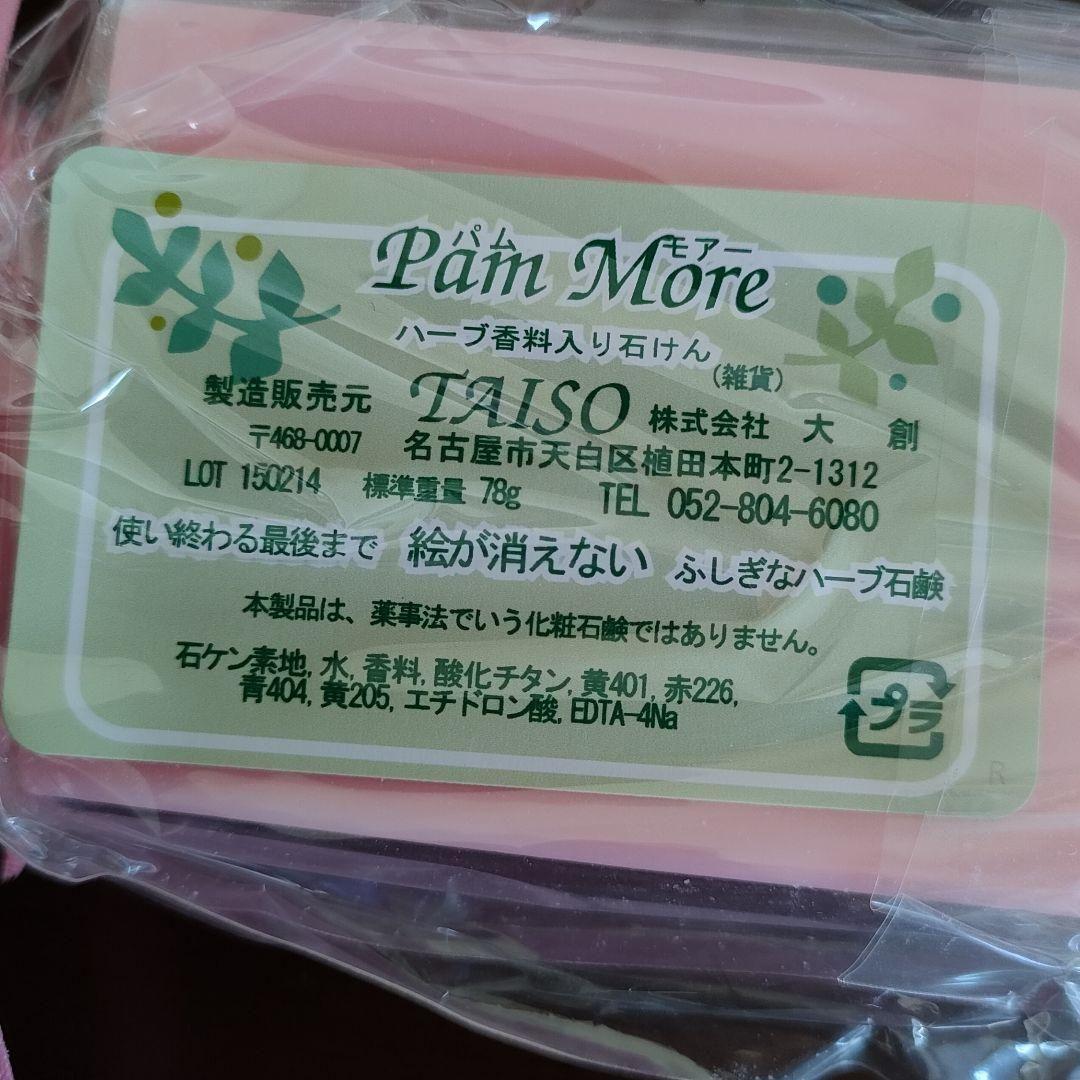 パム モアー
Pam More
ハーブ香料入り石けん
(雑貨)
製造販売元 TAISO 株式会社 大 創
〒468-0007 名古屋市天白区植田本町2-1312
LOT 150214 標準重量 78g TEL 052-804-6080
使い終わる最後まで 絵が消えない ふしぎなハーブ石鹸
本製品は、薬事法でいう化粧石鹸ではありません。
石ケン素地, 水, 香料, 酸化チタン, 黄401, 赤226,
青404, 黄205, エチドロン酸, EDTA-4Na
プラ
R